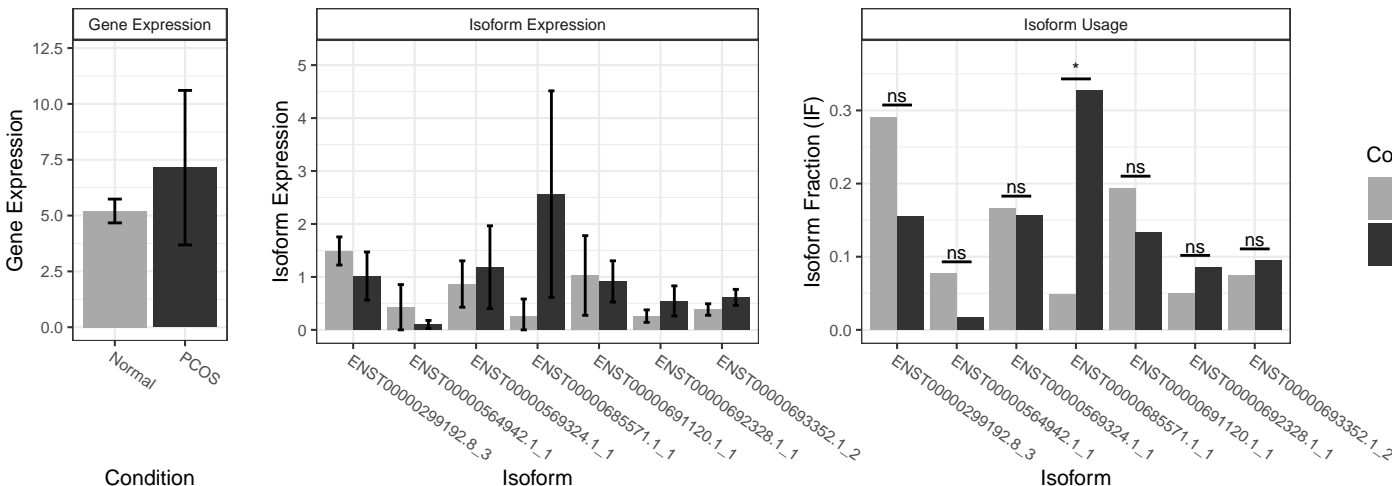 Gene Expression
Isoform Expression
Isoform Usage
Gene Expression
12.5
10.0
7.5
5.0
2.5
0.0
Normal
PCOS
Condition
Isoform Expression
5
4
3
2
1
0
ENST00000299192.8_3
ENST00000564942.1_1
ENST00000569324.1_1
ENST00000685571.1_1
ENST00000691120.1_1
ENST00000692328.1_1
ENST00000693352.1_2
Isoform
Isoform Fraction (IF)
0.3
0.2
0.1
0.0
ns
ns
ns
*
ns
ns
ns
ENST00000299192.8_3
ENST00000564942.1_1
ENST00000569324.1_1
ENST00000685571.1_1
ENST00000691120.1_1
ENST00000692328.1_1
ENST00000693352.1_2
Isoform
Co